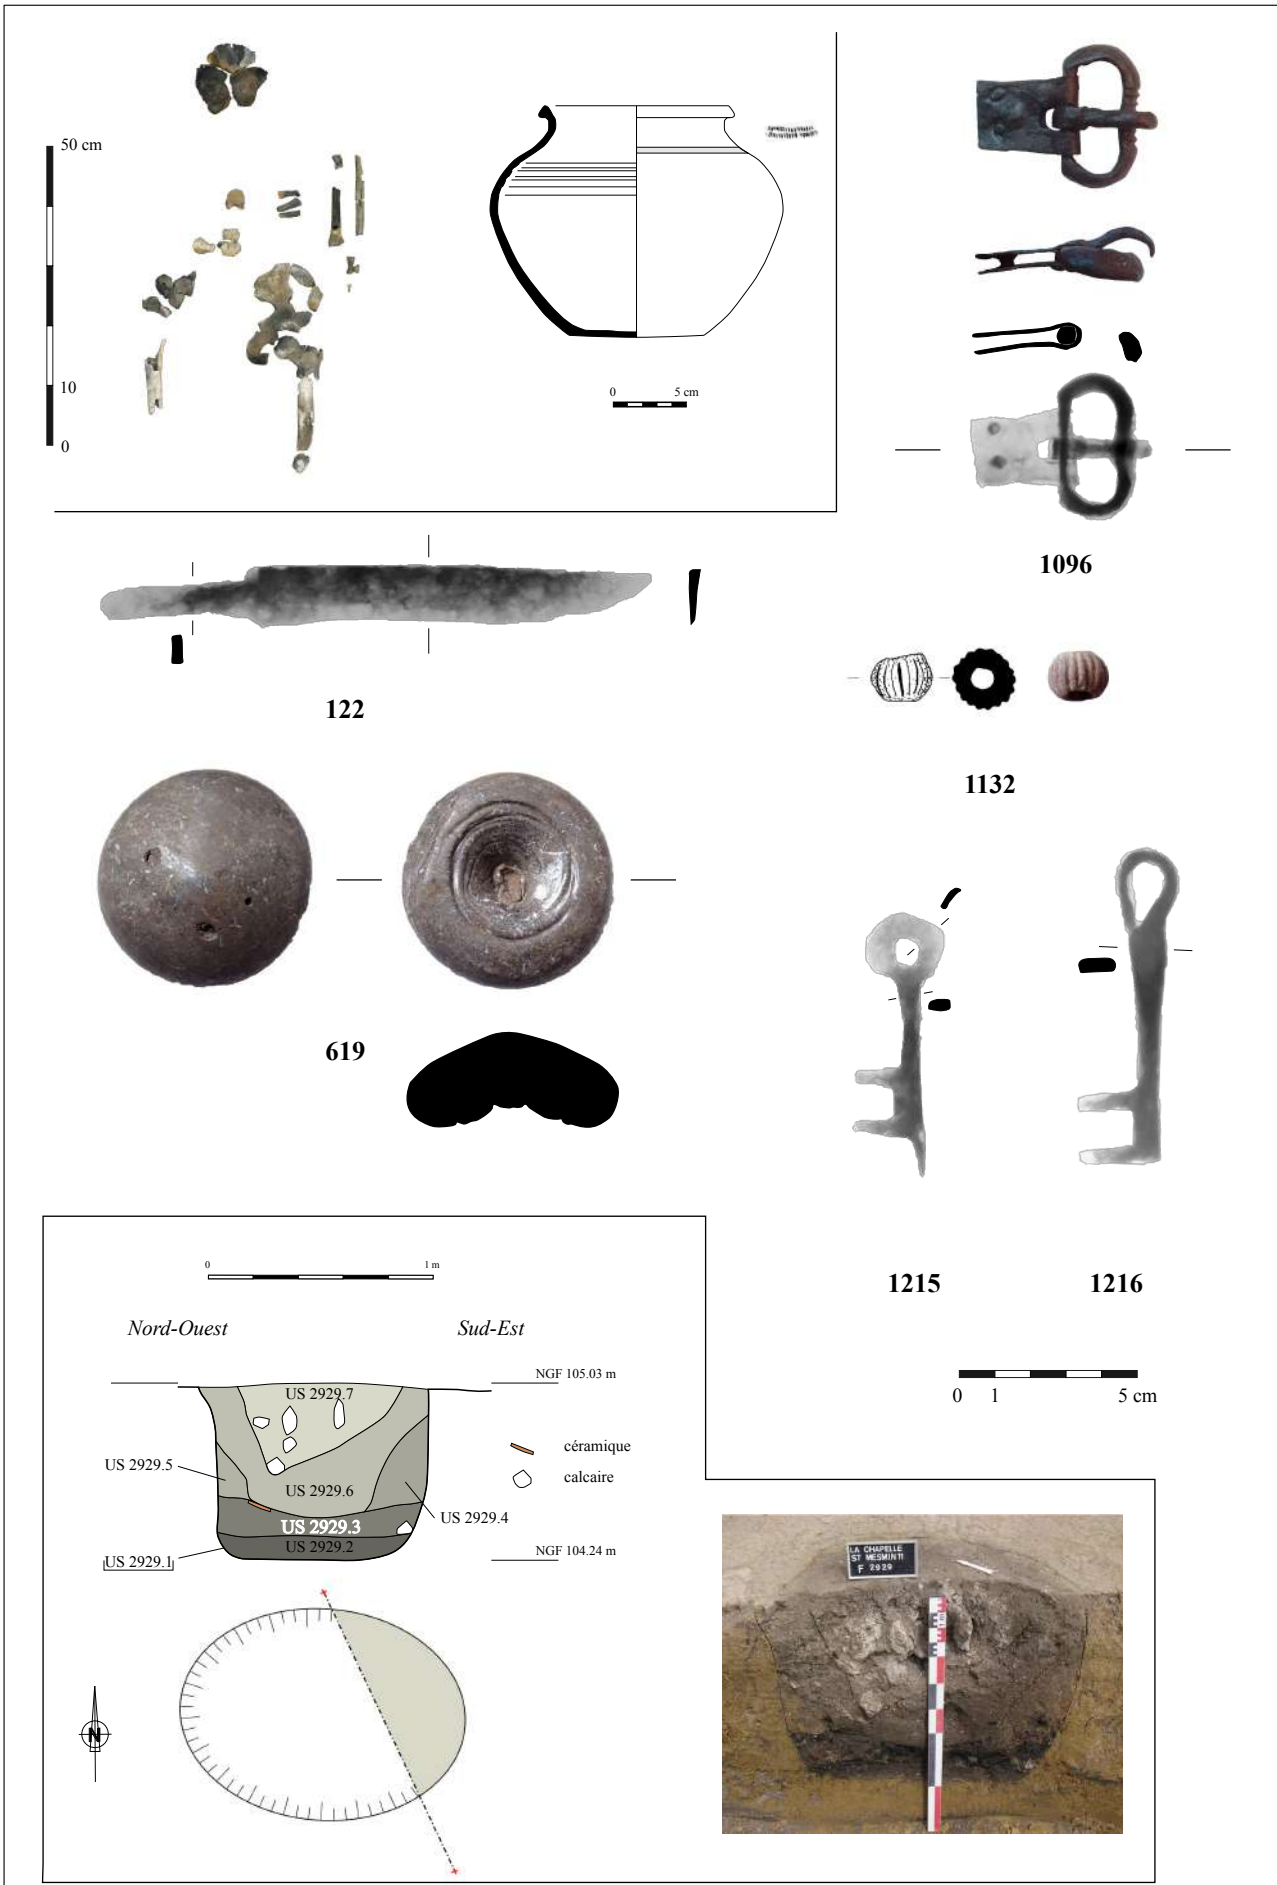 50 cm
10
0
0 5 cm
1096
122
1132
619
1215
1216
0 1 5 cm
0 1 m
Nord-Ouest
Sud-Est
NGF 105.03 m
US 2929.7
céramique
calcaire
US 2929.5
US 2929.6
US 2929.4
US 2929.3
US 2929.2
US 2929.1
NGF 104.24 m
N
LA CHAPELLE
ST MESMIN 11
F 2929
1m